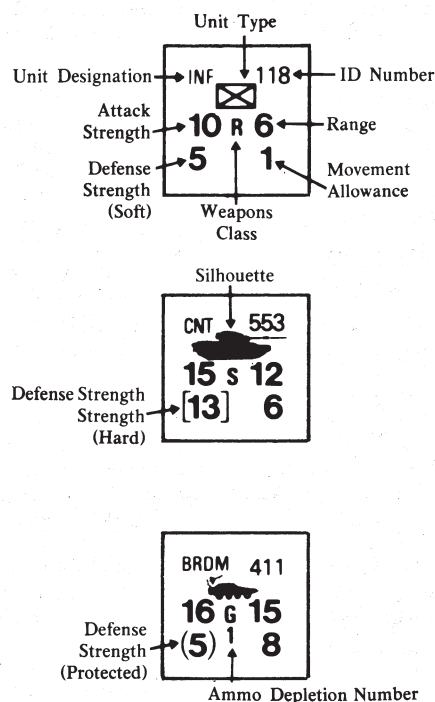 Unit Type
Unit Designation INF 118 ID Number
Attack
Strength 10 R 6 Range
Defense
Strength
(Soft) 5 1 Movement
Allowance
Weapons
Class
Silhouette
CNT 553
15 S 12
Defense Strength
Strength
(Hard) [13] 6
BRDM 411
16 G 15
Defense
Strength
(Protected) (5) 1 8
Ammo Depletion Number